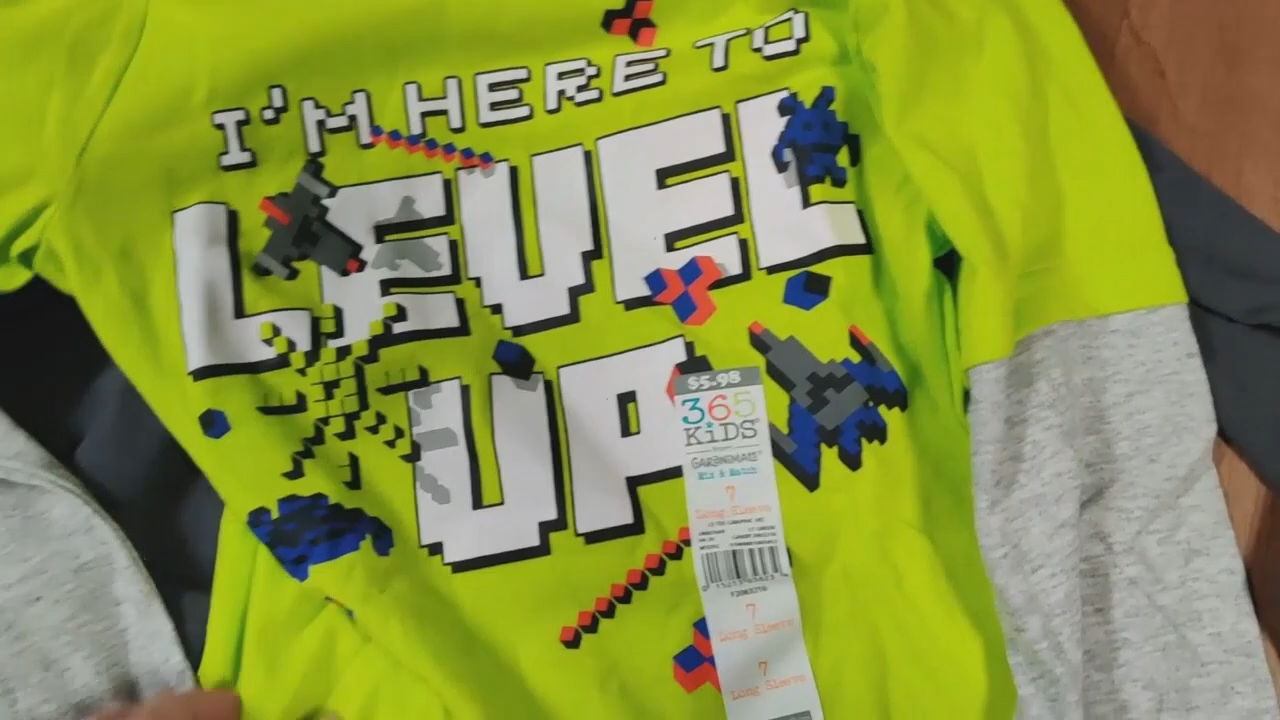 I'M HERE TO
LEVEL
UP
$5.98
365
KiDS
GARANIMALS
Mix & Match
7
Long Sleeve
7
Long Sleeve
7
Long Sleeve